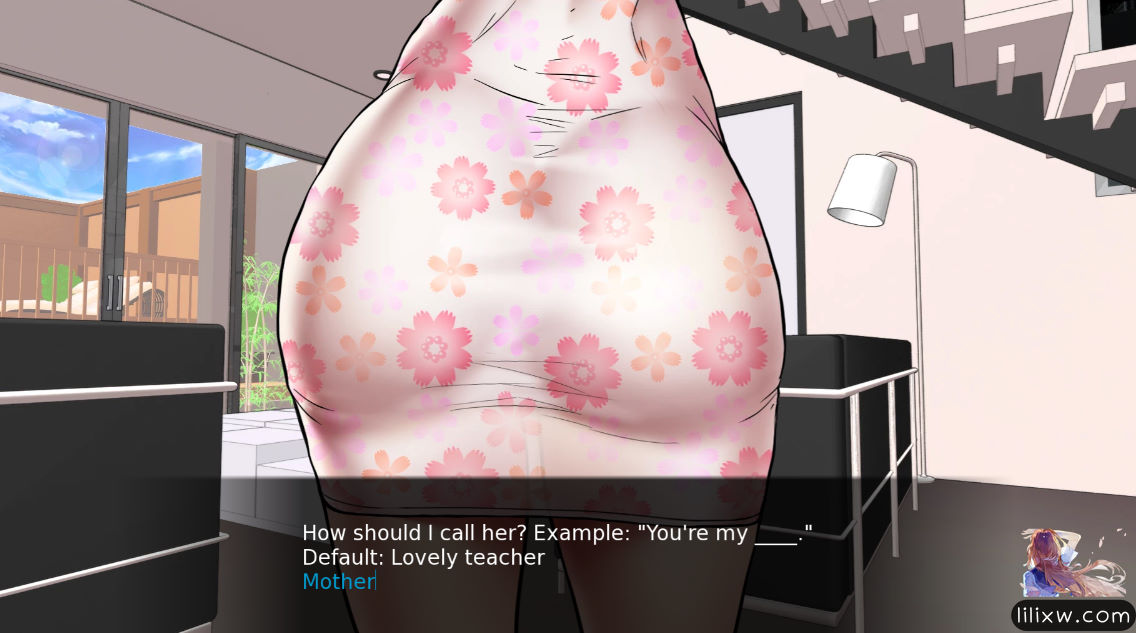 How should I call her? Example: "You're my ____."
Default: Lovely teacher
Mother
lilixw.com